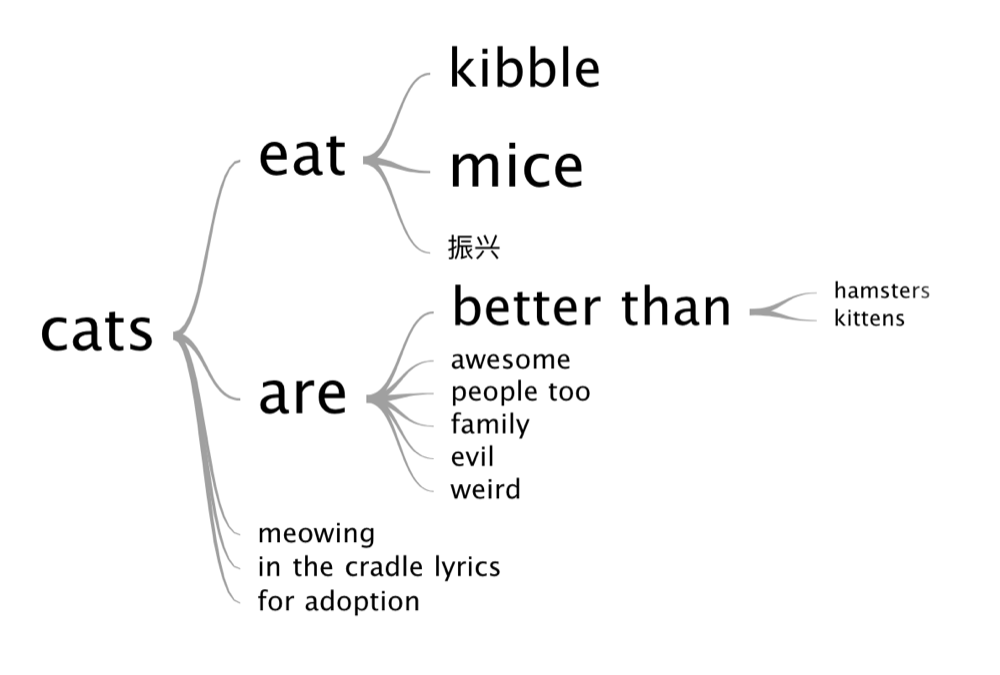 cats
eat
kibble
mice
振兴
are
better than
hamsters
kittens
awesome
people too
family
evil
weird
meowing
in the cradle lyrics
for adoption